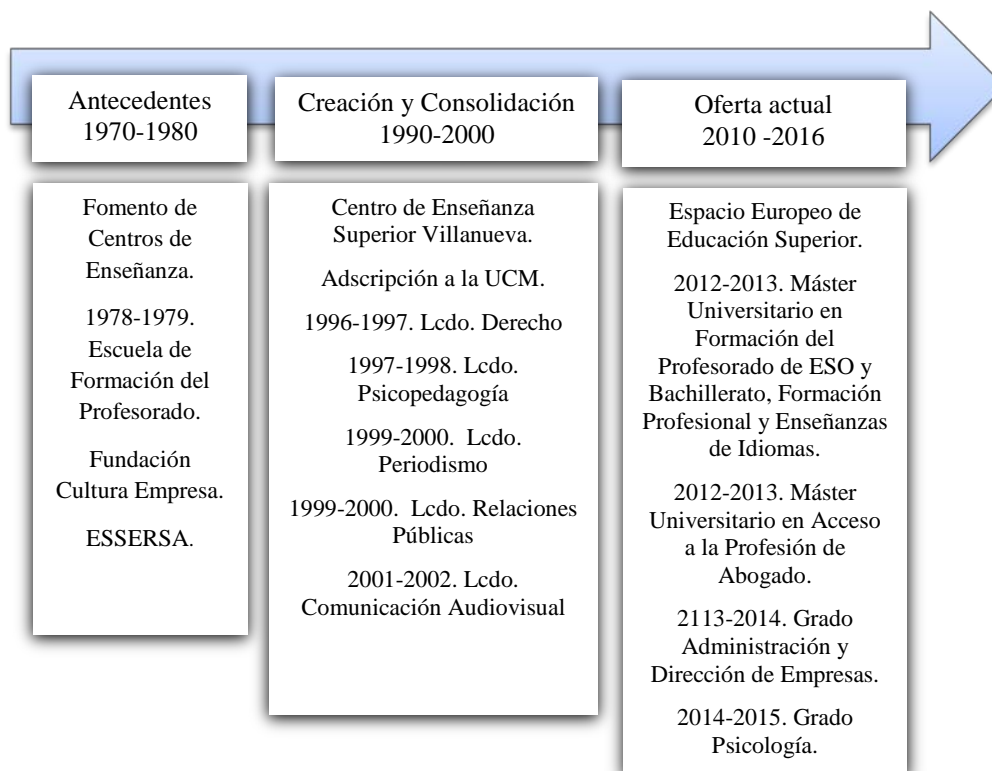 Antecedentes
1970-1980
Fomento de
Centros de
Enseñanza.
1978-1979.
Escuela de
Formación del
Profesorado.
Fundación
Cultura Empresa.
ESSERSA.
Creación y Consolidación
1990-2000
Centro de Enseñanza
Superior Villanueva.
Adscripción a la UCM.
1996-1997. Lcdo. Derecho
1997-1998. Lcdo.
Psicopedagogía
1999-2000. Lcdo.
Periodismo
1999-2000. Lcdo. Relaciones
Públicas
2001-2002. Lcdo.
Comunicación Audiovisual
Oferta actual
2010 -2016
Espacio Europeo de
Educación Superior.
2012-2013. Máster
Universitario en
Formación del
Profesorado de ESO y
Bachillerato, Formación
Profesional y Enseñanzas
de Idiomas.
2012-2013. Máster
Universitario en Acceso
a la Profesión de
Abogado.
2113-2014. Grado
Administración y
Dirección de Empresas.
2014-2015. Grado
Psicología.